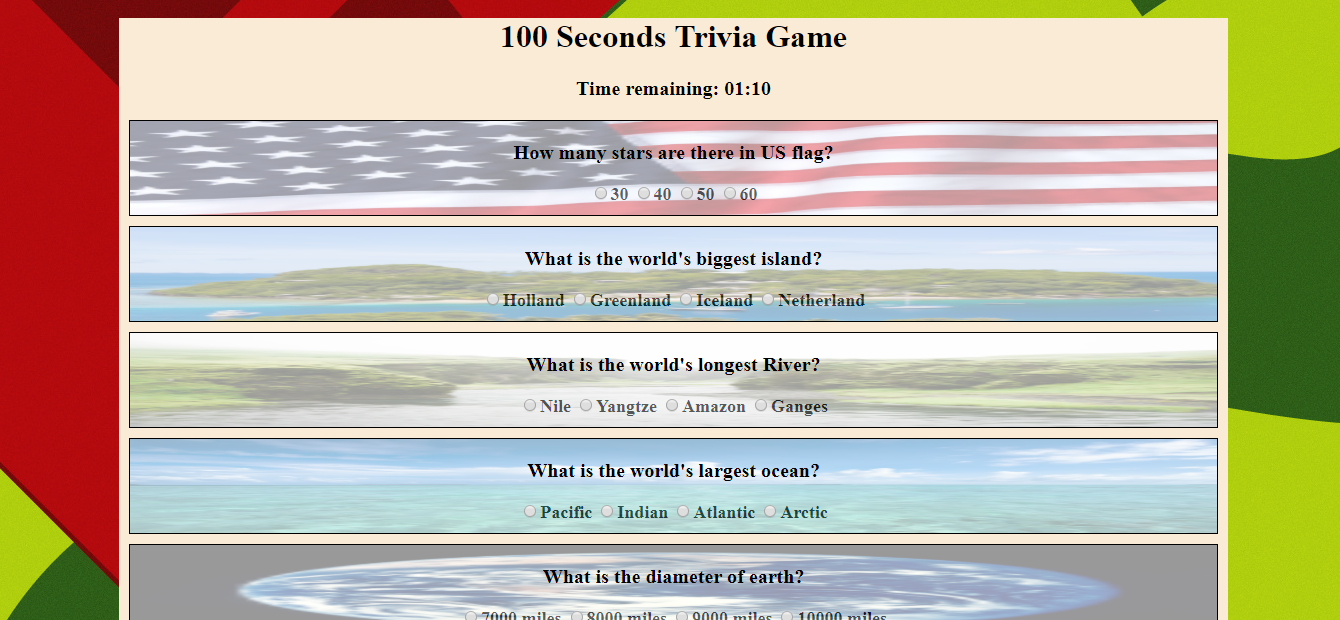 100 Seconds Trivia Game
Time remaining: 01:10
How many stars are there in US flag?
30 40 50 60
What is the world's biggest island?
Holland Greenland Iceland Netherland
What is the world's longest River?
Nile Yangtze Amazon Ganges
What is the world's largest ocean?
Pacific Indian Atlantic Arctic
What is the diameter of earth?
7000 miles 8000 miles 9000 miles 10000 miles